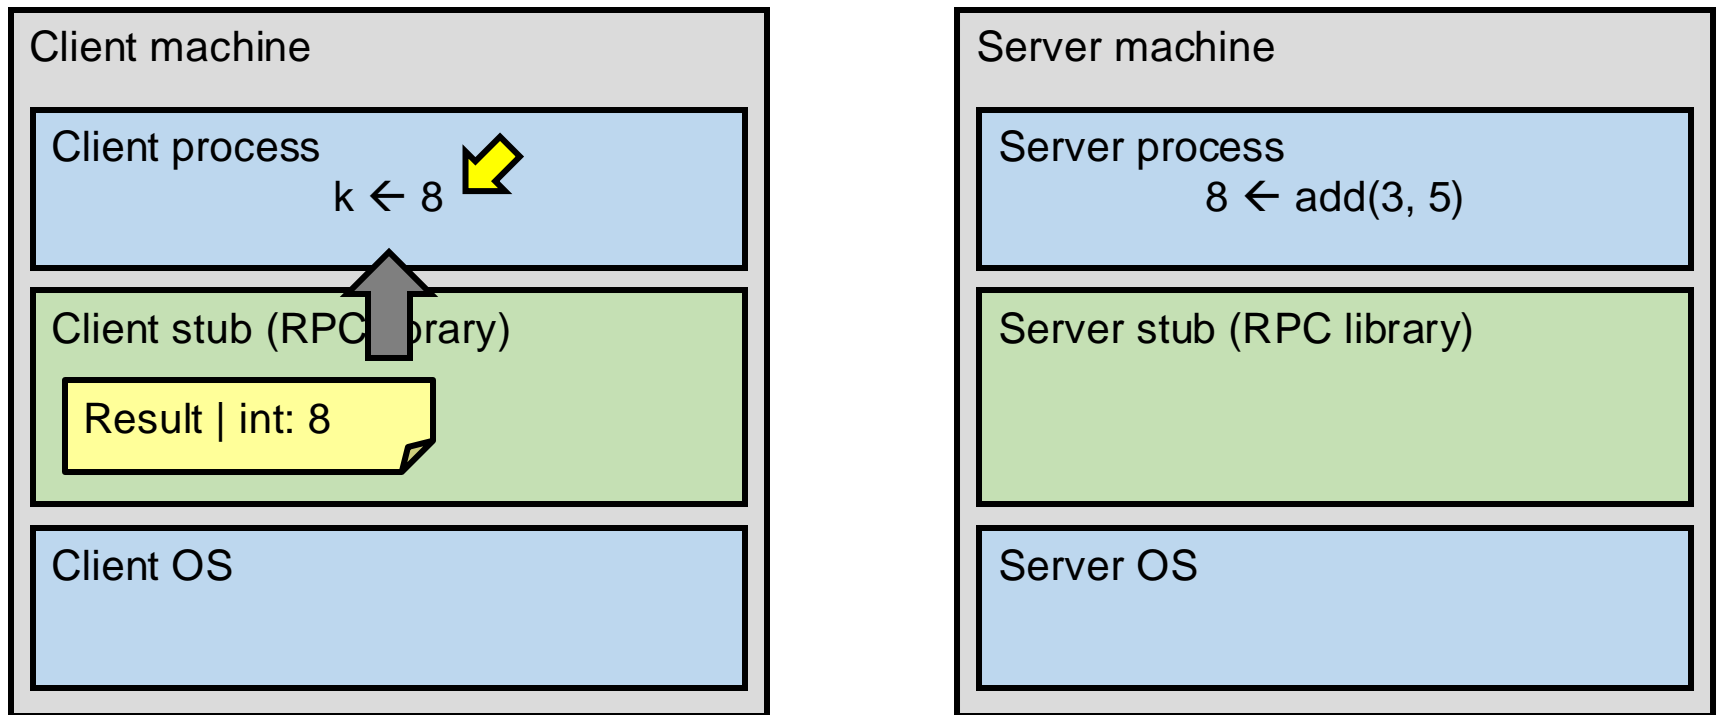 Client machine
Client process
k ← 8
Client stub (RPC brary)
Result | int: 8
Client OS
Server machine
Server process
8 ← add(3, 5)
Server stub (RPC library)
Server OS